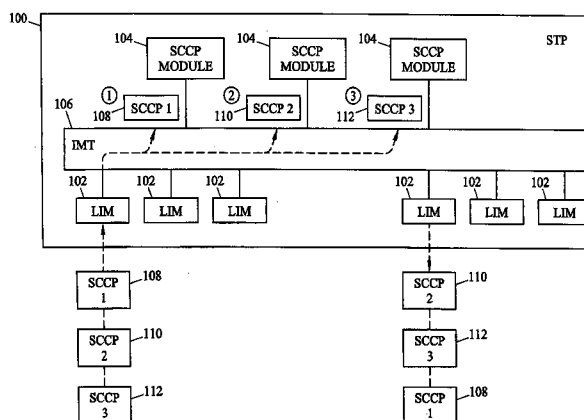 100
STP
104
104
104
SCCP
MODULE
SCCP
MODULE
SCCP
MODULE
1
2
3
108
SCCP 1
110
SCCP 2
112
SCCP 3
106
IMT
102
102
102
102
102
102
LIM
LIM
LIM
LIM
LIM
LIM
SCCP
1
108
SCCP
2
110
SCCP
2
110
SCCP
3
112
SCCP
3
112
SCCP
1
108